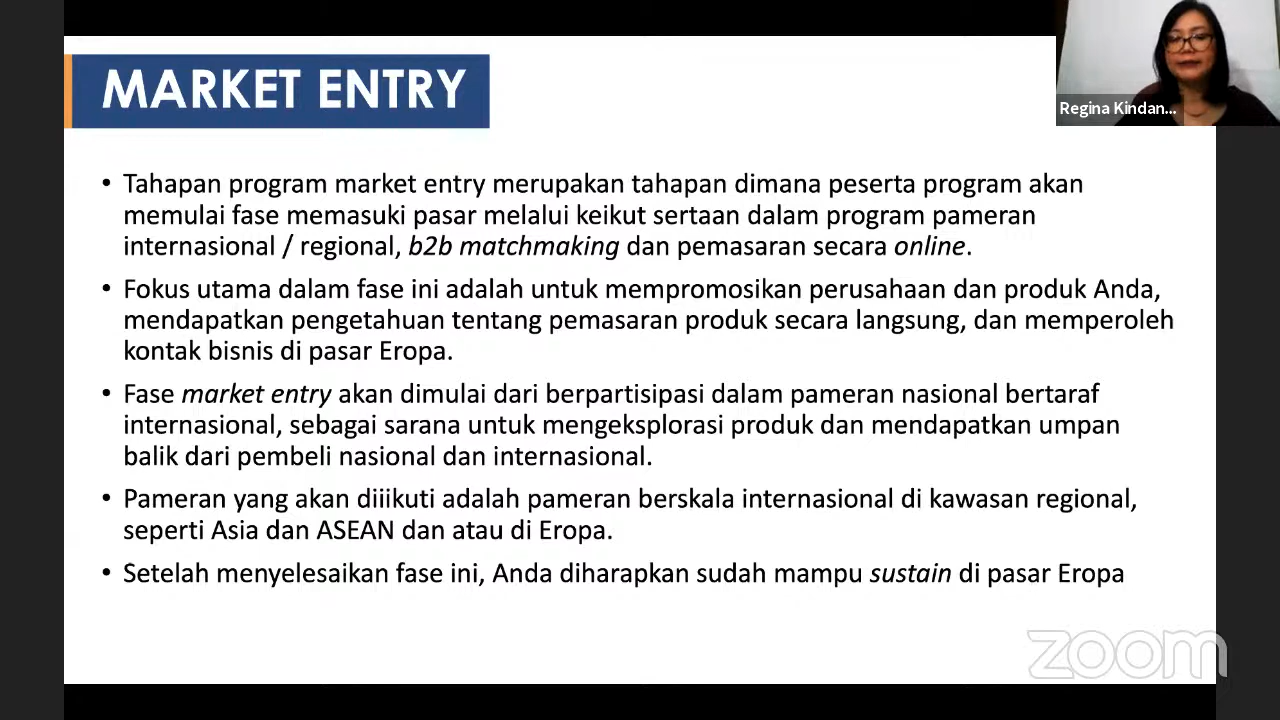 MARKET ENTRY
Regina Kindan...
• Tahapan program market entry merupakan tahapan dimana peserta program akan
memulai fase memasuki pasar melalui keikut sertaan dalam program pameran
internasional / regional, b2b matchmaking dan pemasaran secara online.
• Fokus utama dalam fase ini adalah untuk mempromosikan perusahaan dan produk Anda,
mendapatkan pengetahuan tentang pemasaran produk secara langsung, dan memperoleh
kontak bisnis di pasar Eropa.
• Fase market entry akan dimulai dari berpartisipasi dalam pameran nasional bertaraf
internasional, sebagai sarana untuk mengeksplorasi produk dan mendapatkan umpan
balik dari pembeli nasional dan internasional.
• Pameran yang akan diiikuti adalah pameran berskala internasional di kawasan regional,
seperti Asia dan ASEAN dan atau di Eropa.
• Setelah menyelesaikan fase ini, Anda diharapkan sudah mampu sustain di pasar Eropa
zoom